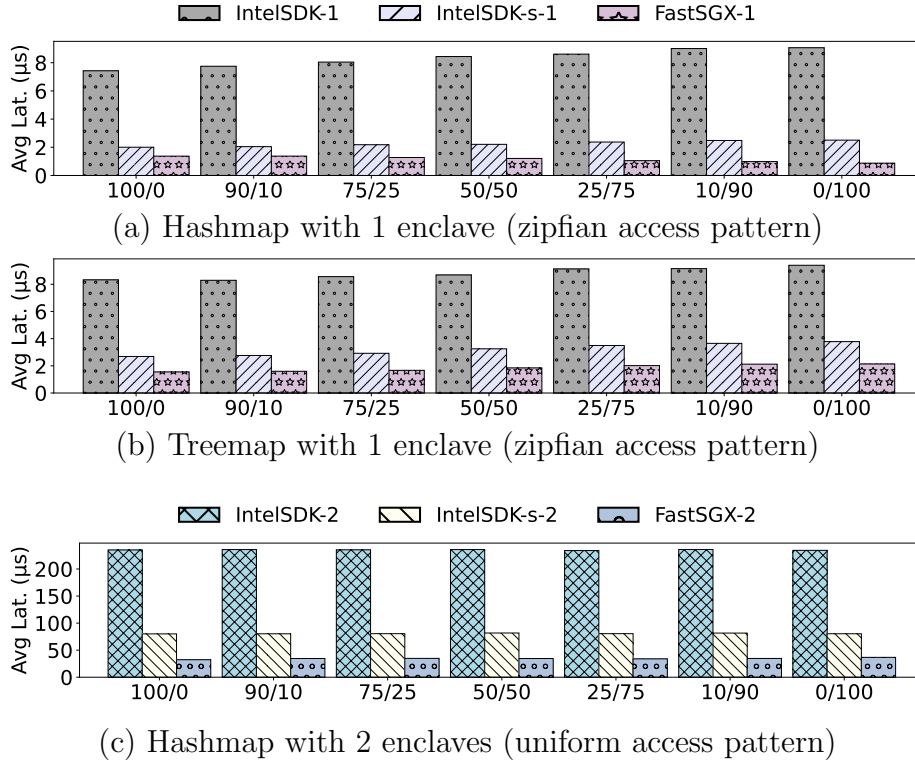 IntelSDK-1 IntelSDK-s-1 FastSGX-1
Avg Lat. (μs)
8
6
4
2
0
100/0 90/10 75/25 50/50 25/75 10/90 0/100
(a) Hashmap with 1 enclave (zipfian access pattern)
Avg Lat. (μs)
8
6
4
2
0
100/0 90/10 75/25 50/50 25/75 10/90 0/100
(b) Treemap with 1 enclave (zipfian access pattern)
IntelSDK-2 IntelSDK-s-2 FastSGX-2
Avg Lat. (μs)
200
150
100
50
0
100/0 90/10 75/25 50/50 25/75 10/90 0/100
(c) Hashmap with 2 enclaves (uniform access pattern)